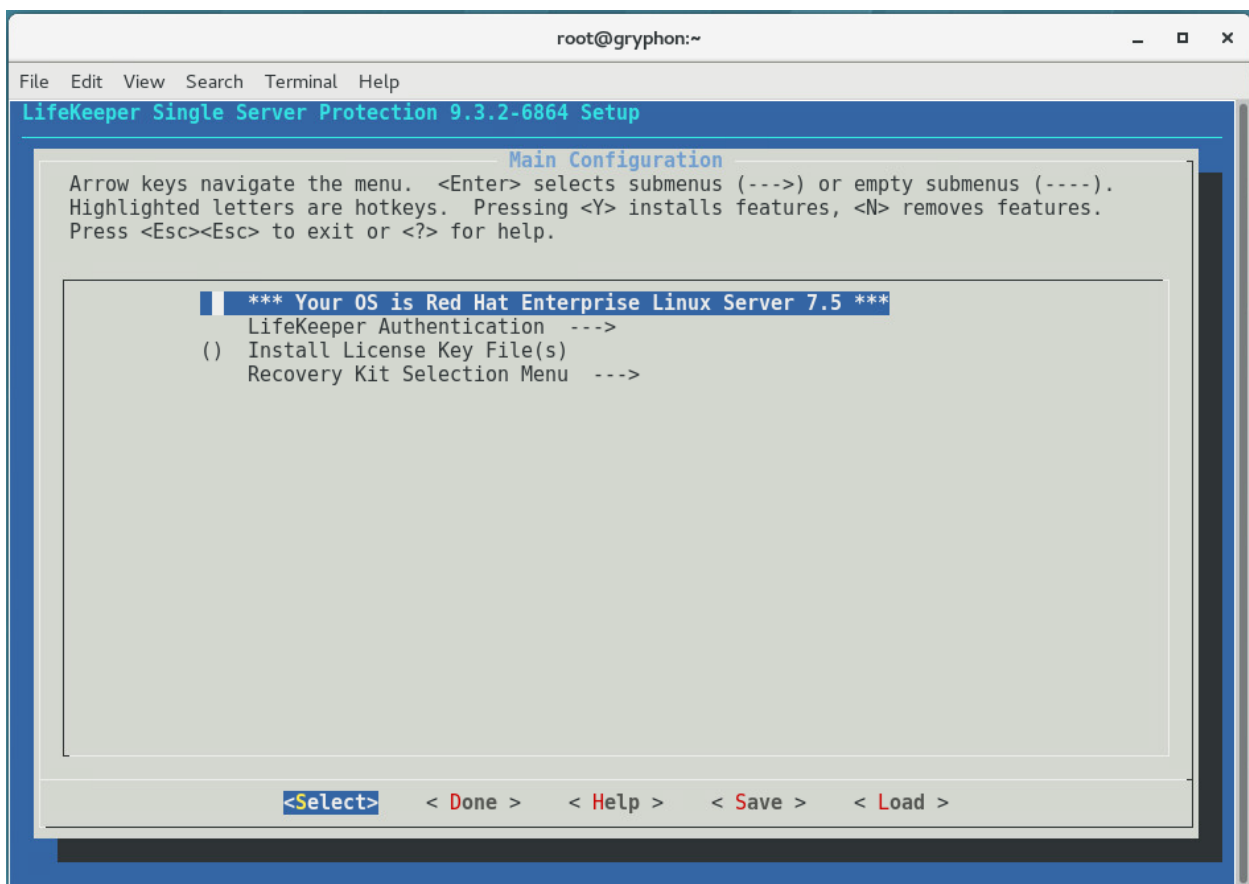 root@gryphon:~
File Edit View Search Terminal Help
LifeKeeper Single Server Protection 9.3.2-6864 Setup
Main Configuration
Arrow keys navigate the menu. <Enter> selects submenus (--->) or empty submenus (----).
Highlighted letters are hotkeys. Pressing <Y> installs features, <N> removes features.
Press <Esc><Esc> to exit or <?> for help.
*** Your OS is Red Hat Enterprise Linux Server 7.5 ***
LifeKeeper Authentication --->
() Install License Key File(s)
Recovery Kit Selection Menu --->
<Select> < Done > < Help > < Save > < Load >